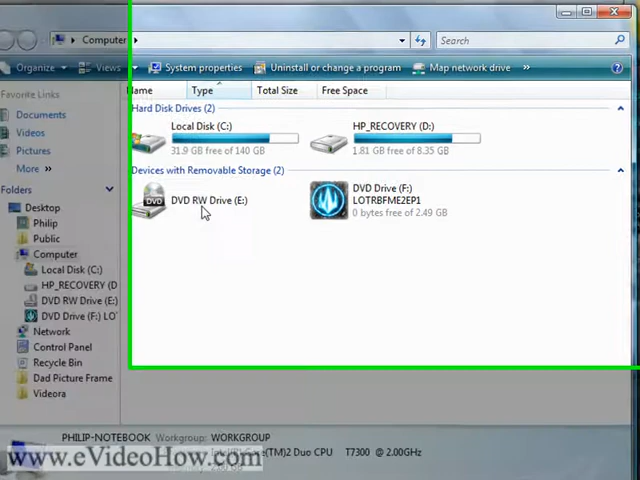 Computer
Search
Organize Views System properties Uninstall or change a program Map network drive »
Favorite Links
Documents
Videos
Pictures
More »
Folders
Desktop
Philip
Public
Computer
Local Disk (C:)
HP_RECOVERY (D
DVD RW Drive (E:)
DVD Drive (F:) LO
Network
Control Panel
Recycle Bin
Dad Picture Frame
Videora
Name Type Total Size Free Space
Hard Disk Drives (2)
Local Disk (C:)
31.9 GB free of 140 GB
HP_RECOVERY (D:)
1.81 GB free of 8.35 GB
Devices with Removable Storage (2)
DVD
DVD RW Drive (E:)
DVD Drive (F:)
LOTRBFME2EP1
0 bytes free of 2.49 GB
PHILIP-NOTEBOOK Workgroup: WORKGROUP
2 Duo CPU T7300 @ 2.00GHz
www.eVideoHow.com